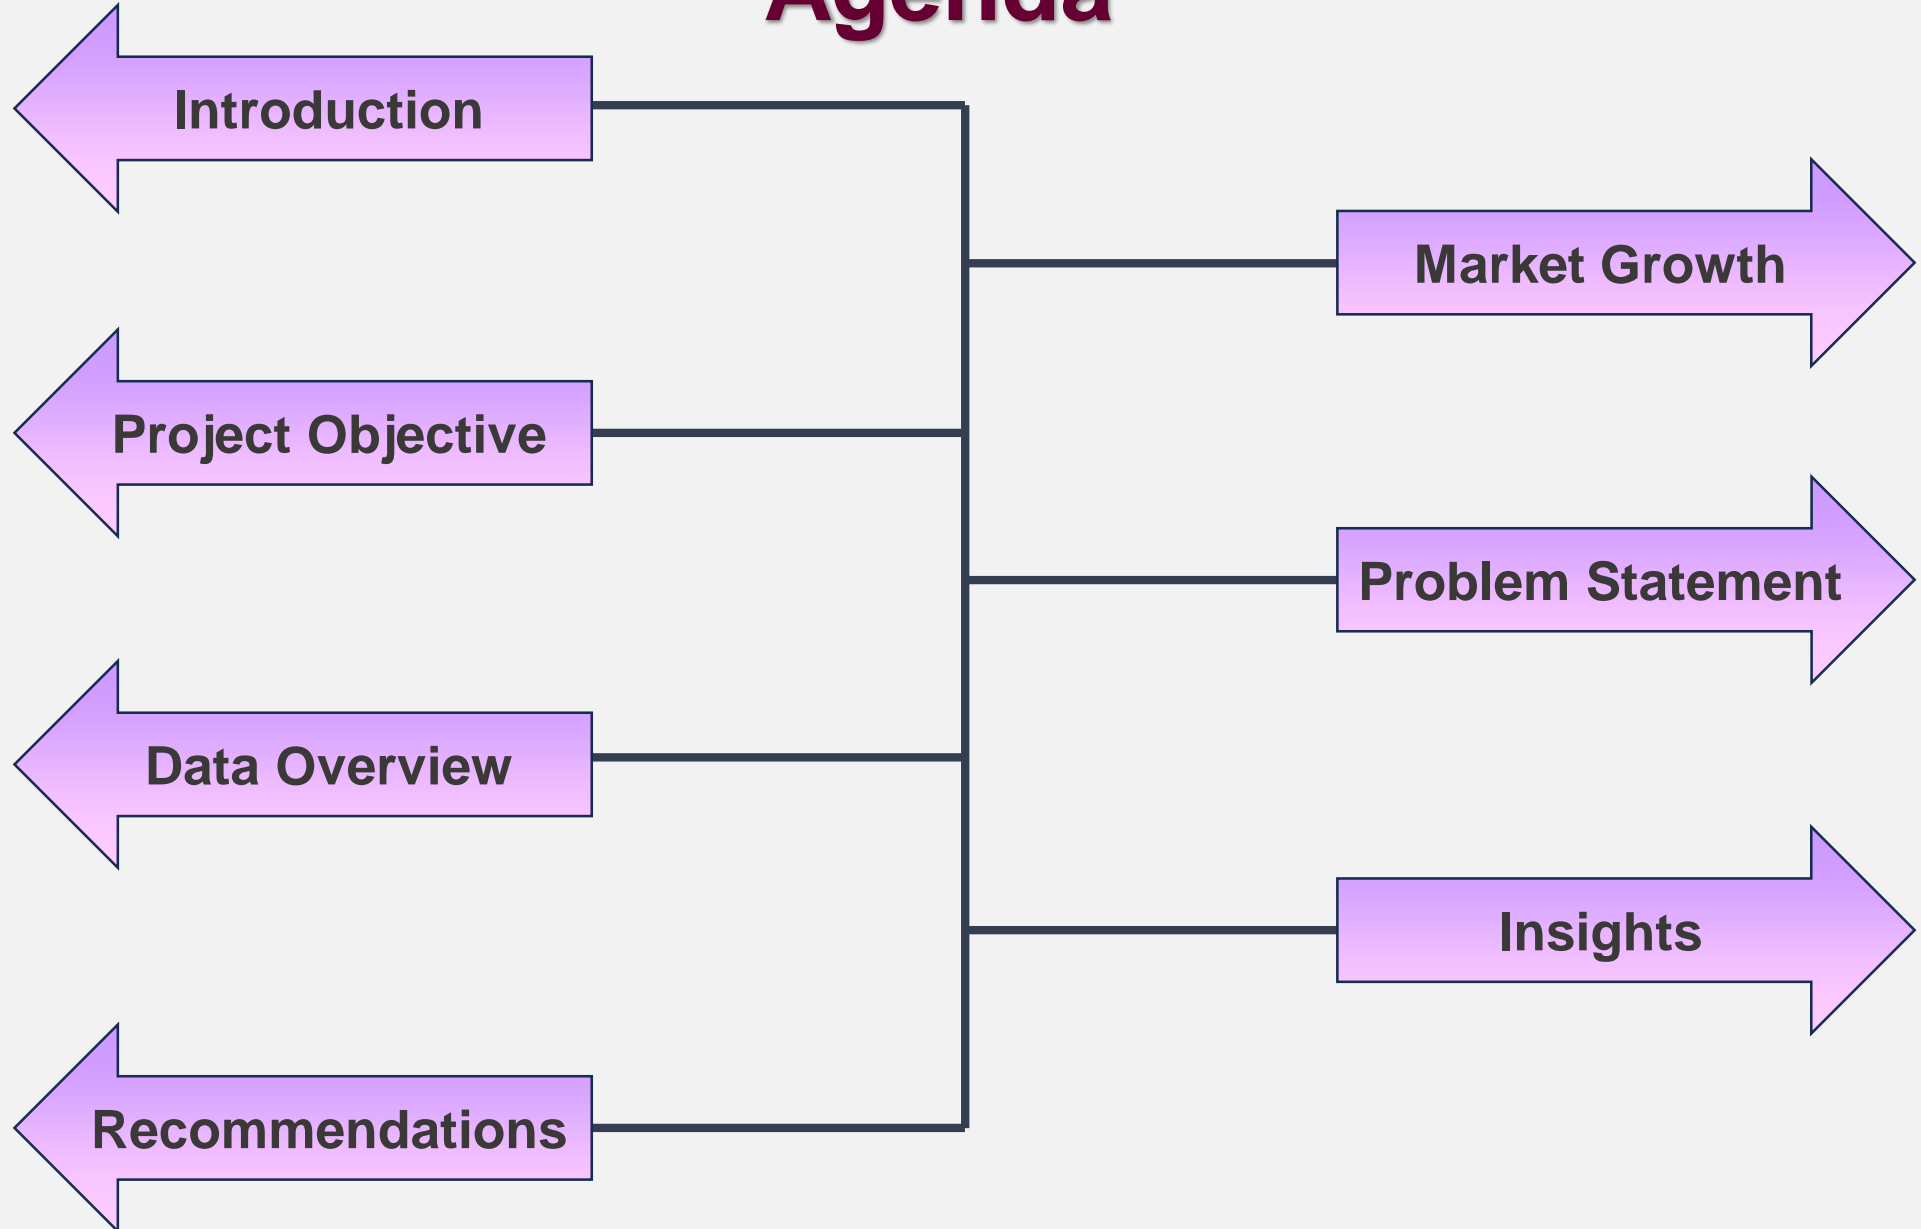 Agenda
Introduction
Market Growth
Project Objective
Problem Statement
Data Overview
Insights
Recommendations